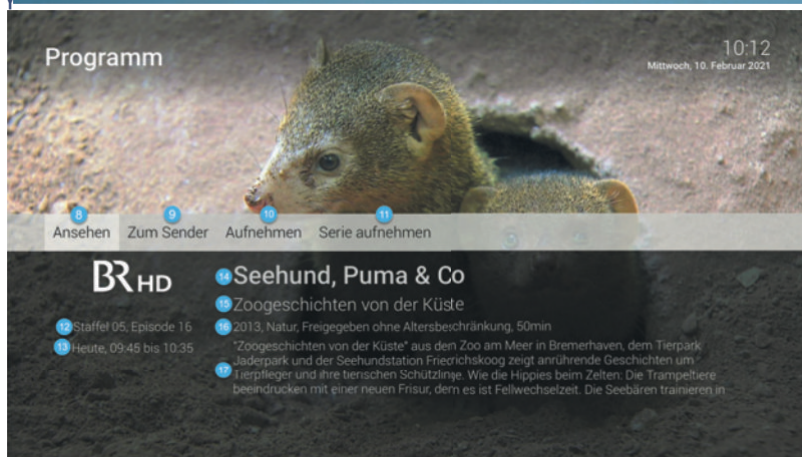 Programm
10:12
Mittwoch, 10. Februar 2021
8 9 10 11
Ansehen Zum Sender Aufnehmen Serie aufnehmen
BR HD
14 Seehund, Puma & Co
15 Zoogeschichten von der Küste
12 Staffel 05, Episode 16
16 2013, Natur, Freigegeben ohne Altersbeschränkung, 50min
13 Heute, 09:45 bis 10:35
"Zoogeschichten von der Küste" aus den Zoo am Meer in Bremerhaven, dem Tierpark
Jaderpark und der Seehundstation Friedrichskoog zeigt anrührende Geschichten um
17 Tierpfleger und ihre tierischen Schützlinge. Wie die Hippies beim Zelten: Die Trampeltiere
beeindrucken mit einer neuen Frisur, denn es ist Fellwechselzeit. Die Seebären trainieren in